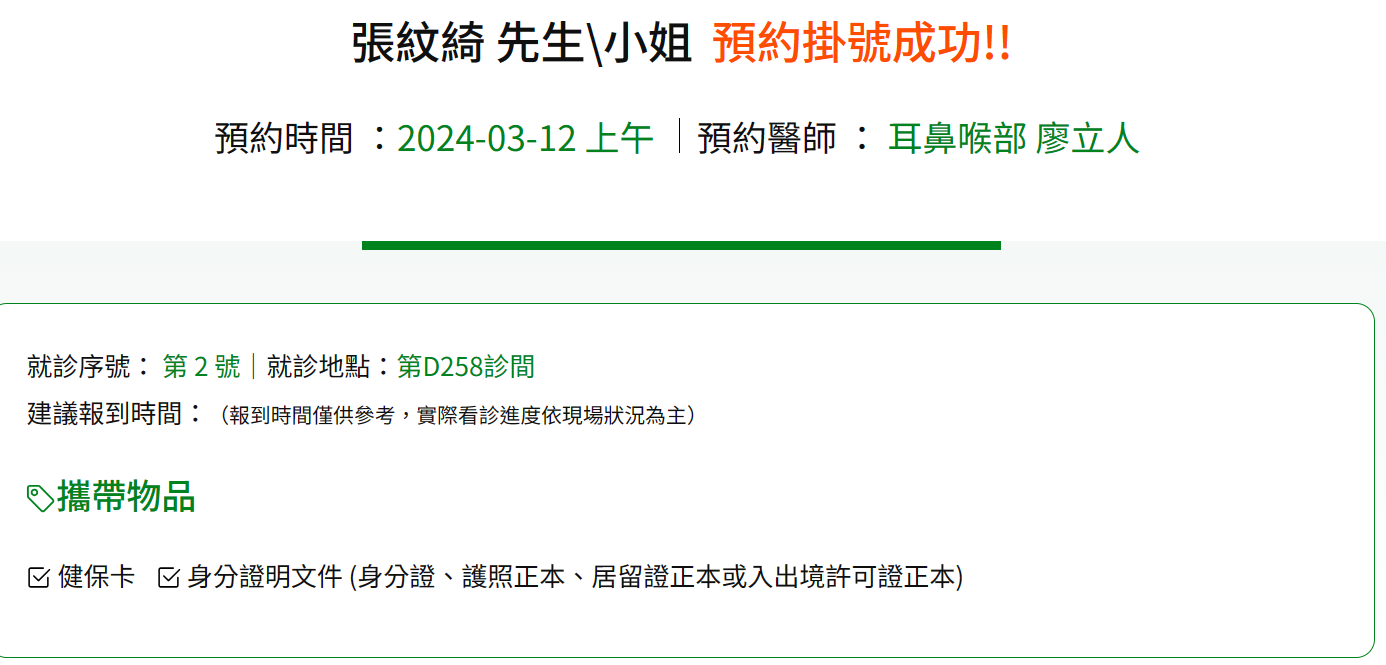 張紋綺 先生\小姐 預約掛號成功!!
預約時間 ：2024-03-12 上午 ｜預約醫師 ： 耳鼻喉部 廖立人
就診序號： 第 2 號｜就診地點：第D258診間
建議報到時間：（報到時間僅供參考，實際看診進度依現場狀況為主）
攜帶物品
健保卡 身分證明文件 (身分證、護照正本、居留證正本或入出境許可證正本)